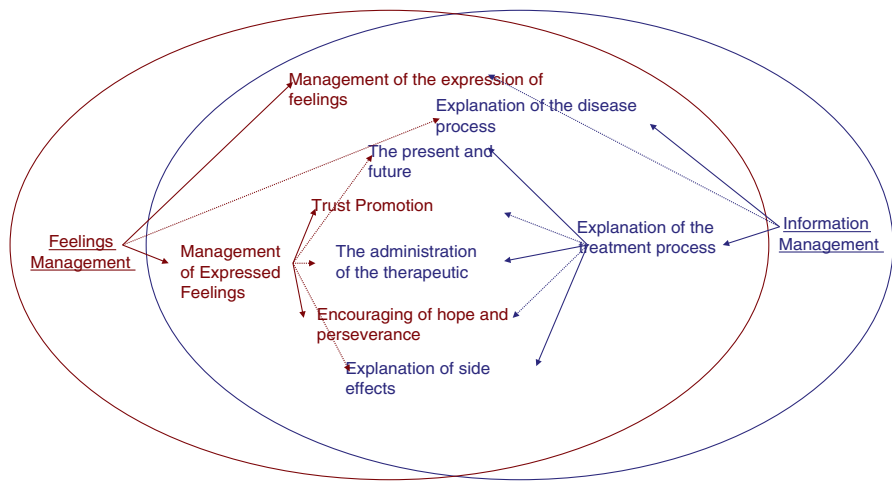 Management of the expression of
feelings
Explanation of the disease
process
The present and
future
Trust Promotion
Feelings
Management
Management
of Expressed
Feelings
The administration
of the therapeutic
Explanation of the
treatment process
Information
Management
Encouraging of hope and
perseverance
Explanation of side
effects